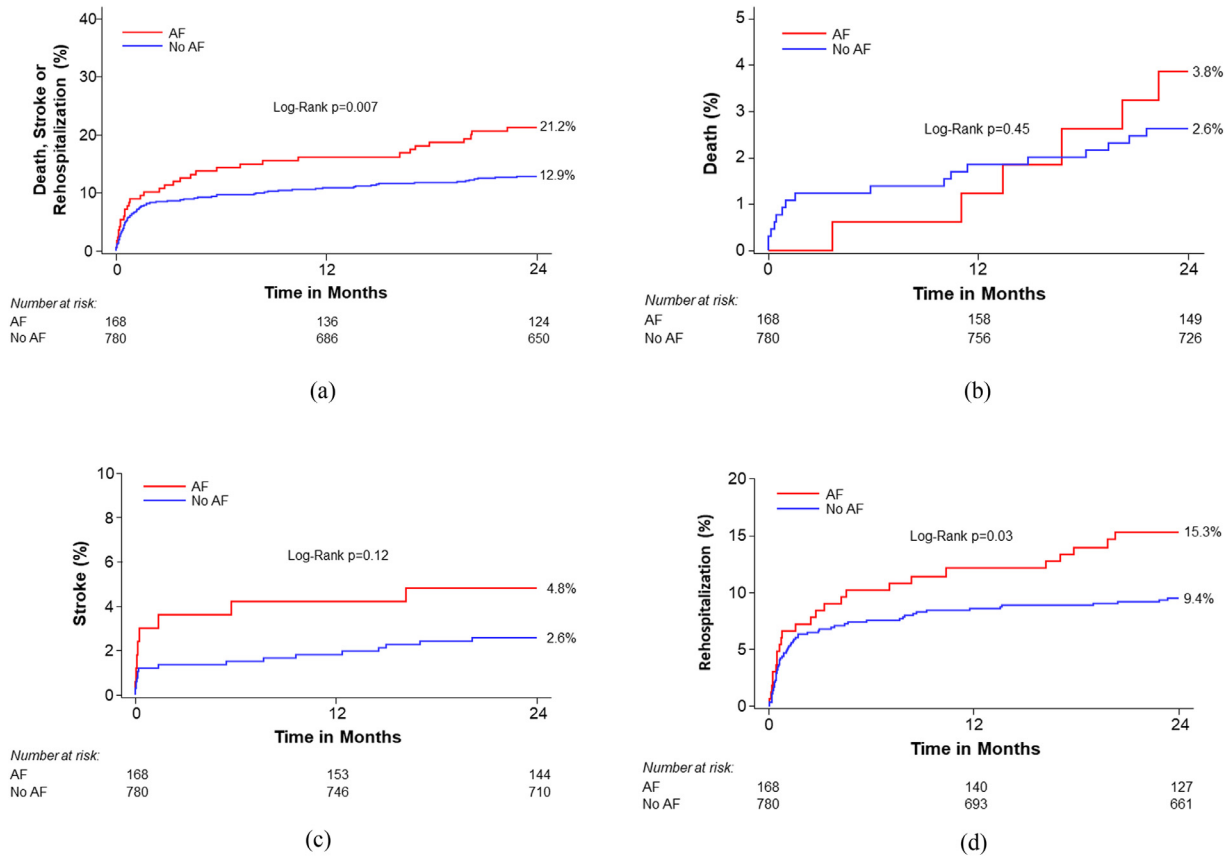 40
30
20
10
0
Death, Stroke or
Rehospitalization (%)
AF
No AF
Log-Rank p=0.007
21.2%
12.9%
0 12 24
Time in Months
Number at risk:
AF 168 136 124
No AF 780 686 650
(a)
5
4
3
2
1
0
Death (%)
AF
No AF
Log-Rank p=0.45
3.8%
2.6%
0 12 24
Time in Months
Number at risk:
AF 168 158 149
No AF 780 756 726
(b)
10
8
6
4
2
0
Stroke (%)
AF
No AF
Log-Rank p=0.12
4.8%
2.6%
0 12 24
Time in Months
Number at risk:
AF 168 153 144
No AF 780 746 710
(c)
20
15
10
5
0
Rehospitalization (%)
AF
No AF
Log-Rank p=0.03
15.3%
9.4%
0 12 24
Time in Months
Number at risk:
AF 168 140 127
No AF 780 693 661
(d)